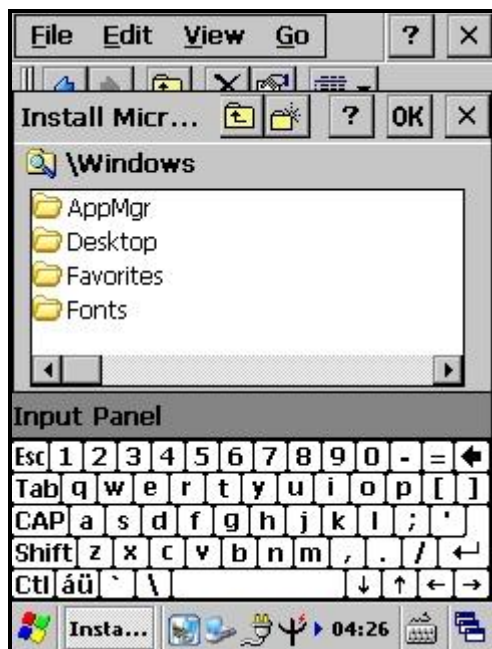 File Edit View Go ? ×
Install Micr... ? OK ×
\Windows
AppMgr
Desktop
Favorites
Fonts
Input Panel
Esc 1 2 3 4 5 6 7 8 9 0 - = ←
Tab q w e r t y u i o p [ ]
CAP a s d f g h j k l ; '
Shift z x c v b n m , . / ↵
Ctl áü ` \ ↓ ↑ ← →
Insta... 04:26